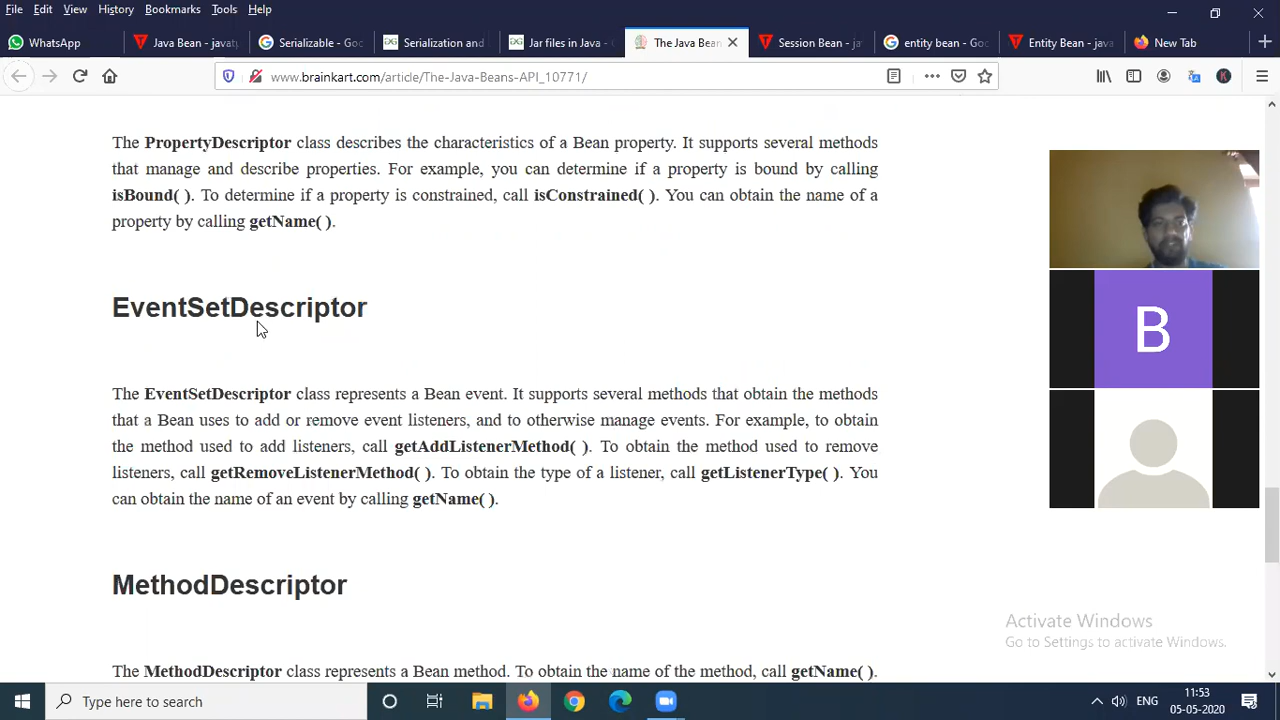 File Edit View History Bookmarks Tools Help
WhatsApp
Java Bean - javat
Serializable - Goo
Serialization and
Jar files in Java -
The Java Bean
Session Bean - ja
entity bean - Goo
Entity Bean - java
New Tab
www.brainkart.com/article/The-Java-Beans-API_10771/
K
The PropertyDescriptor class describes the characteristics of a Bean property. It supports several methods
that manage and describe properties. For example, you can determine if a property is bound by calling
isBound( ). To determine if a property is constrained, call isConstrained( ). You can obtain the name of a
property by calling getName( ).
EventSetDescriptor
The EventSetDescriptor class represents a Bean event. It supports several methods that obtain the methods
that a Bean uses to add or remove event listeners, and to otherwise manage events. For example, to obtain
the method used to add listeners, call getAddListenerMethod( ). To obtain the method used to remove
listeners, call getRemoveListenerMethod( ). To obtain the type of a listener, call getListenerType( ). You
can obtain the name of an event by calling getName( ).
MethodDescriptor
The MethodDescriptor class represents a Bean method. To obtain the name of the method, call getName( ).
B
Activate Windows
Go to Settings to activate Windows.
Type here to search
ENG
11:53
05-05-2020